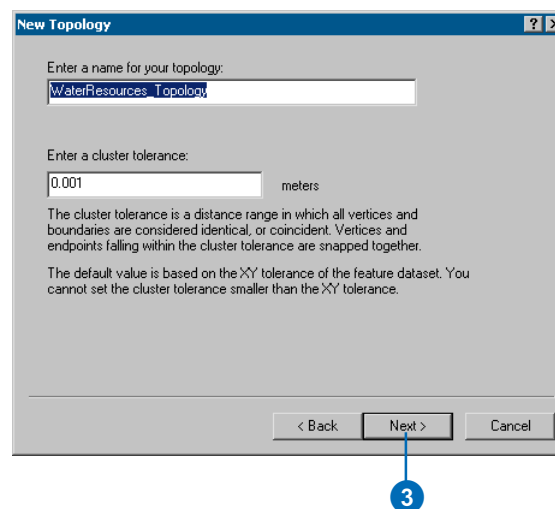 New Topology
Enter a name for your topology:
WaterResources_Topology
Enter a cluster tolerance:
0.001 meters
The cluster tolerance is a distance range in which all vertices and
boundaries are considered identical, or coincident. Vertices and
endpoints falling within the cluster tolerance are snapped together.
The default value is based on the XY tolerance of the feature dataset. You
cannot set the cluster tolerance smaller than the XY tolerance.
< Back Next > Cancel
3